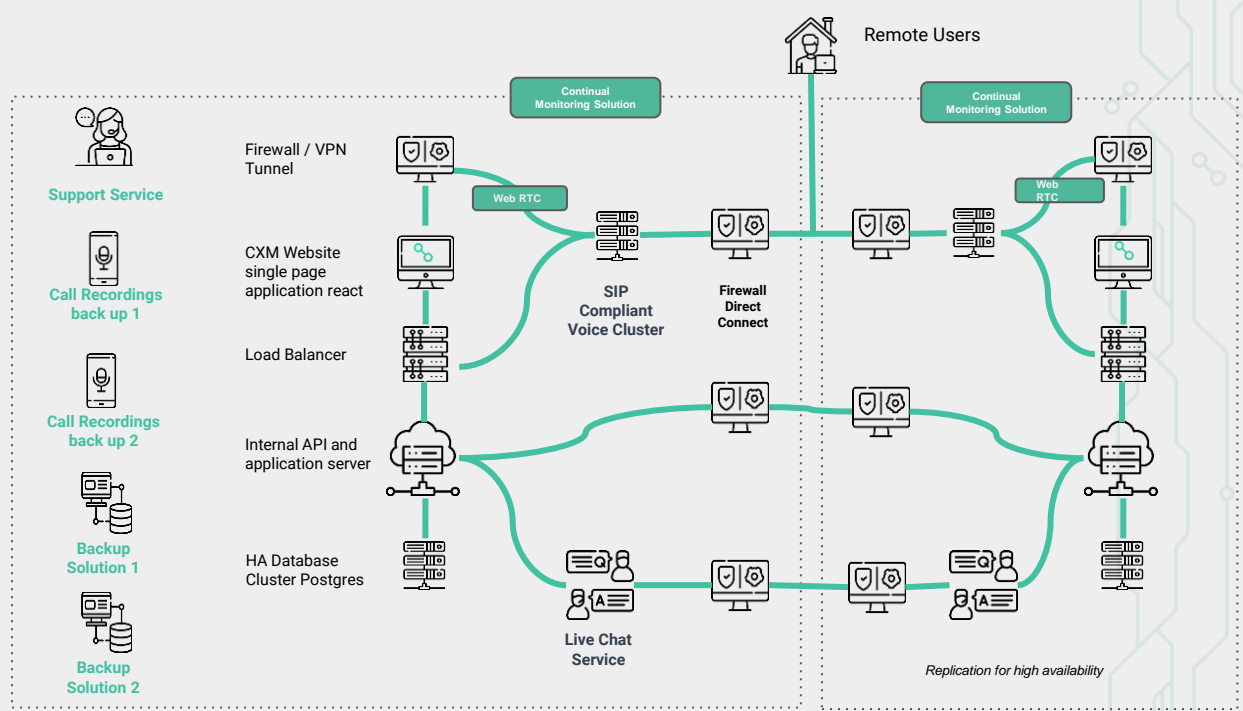 Remote Users
Continual
Monitoring Solution
Continual
Monitoring Solution
Support Service
Call Recordings
back up 1
Call Recordings
back up 2
Backup
Solution 1
Backup
Solution 2
Firewall / VPN
Tunnel
CXM Website
single page
application react
Load Balancer
Internal API and
application server
HA Database
Cluster Postgres
Web RTC
SIP
Compliant
Voice Cluster
Firewall
Direct
Connect
Q
A
Live Chat
Service
Web
RTC
Q
A
Replication for high availability